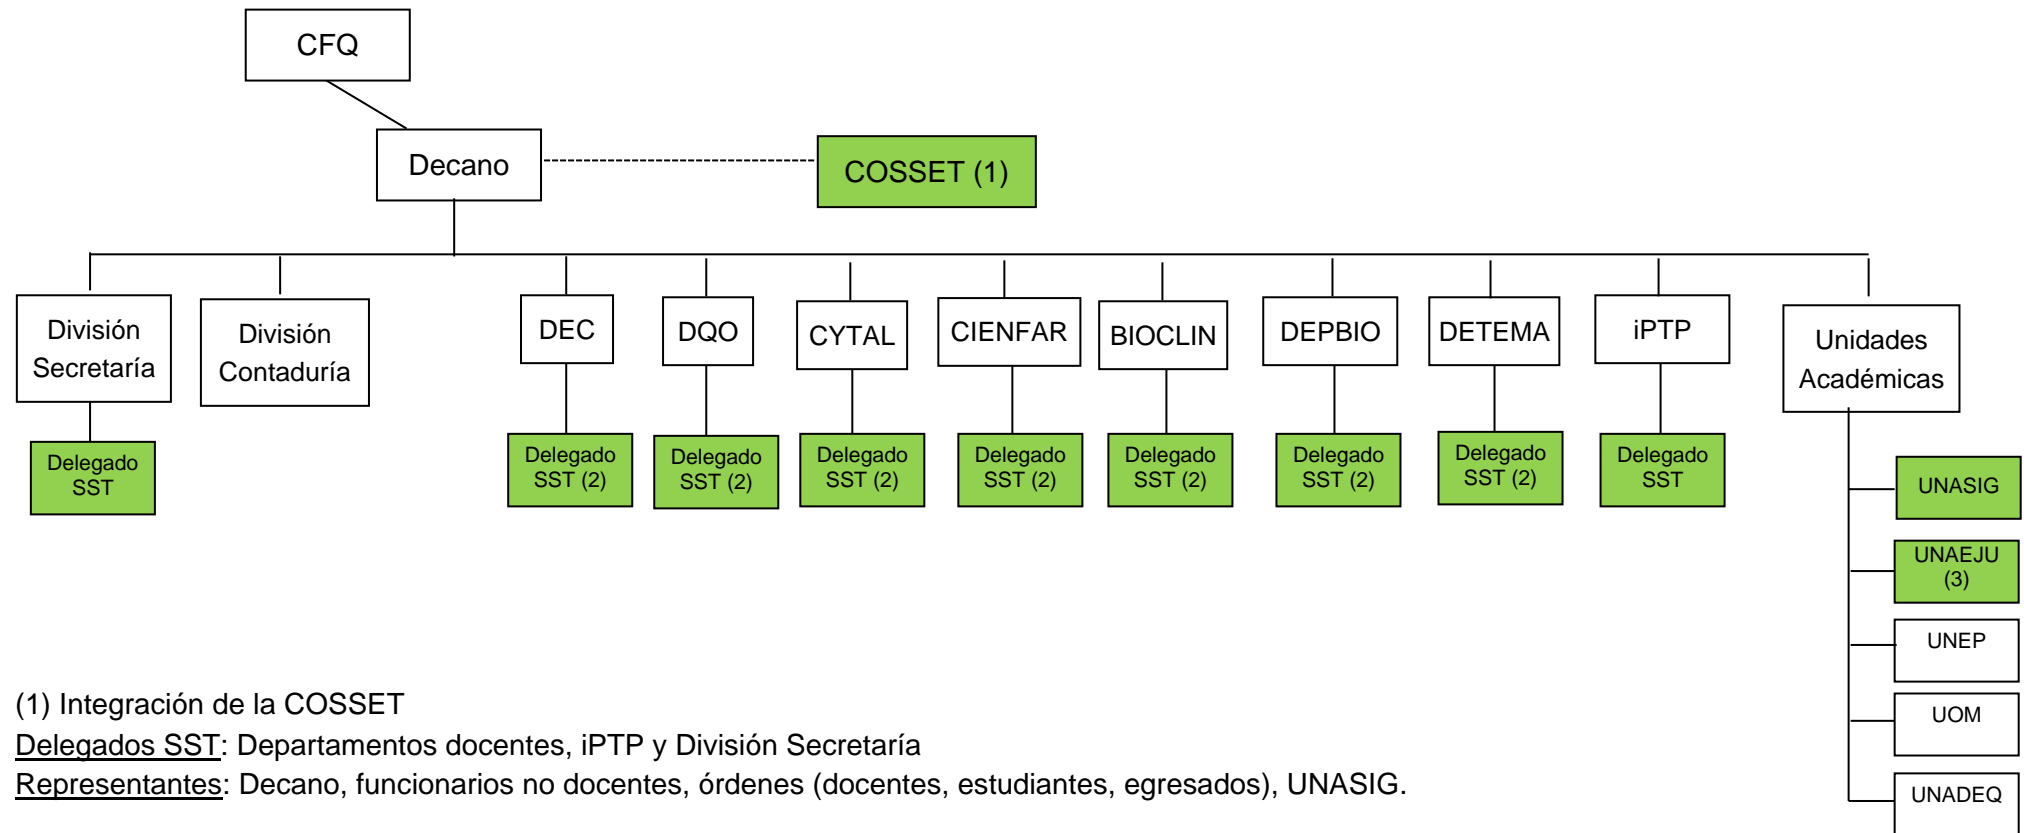 CFQ
Decano
COSSET (1)
División
Secretaría
División
Contaduría
DEC
DQO
CYTAL
CIENFAR
BIOCLIN
DEPBIO
DETEMA
iPTP
Unidades
Académicas
Delegado
SST
Delegado
SST (2)
Delegado
SST (2)
Delegado
SST (2)
Delegado
SST (2)
Delegado
SST (2)
Delegado
SST (2)
Delegado
SST (2)
Delegado
SST
UNASIG
UNAEJU
(3)
UNEP
UOM
UNADEQ
(1) Integración de la COSSET
Delegados SST: Departamentos docentes, iPTP y División Secretaría
Representantes: Decano, funcionarios no docentes, órdenes (docentes, estudiantes, egresados), UNASIG.